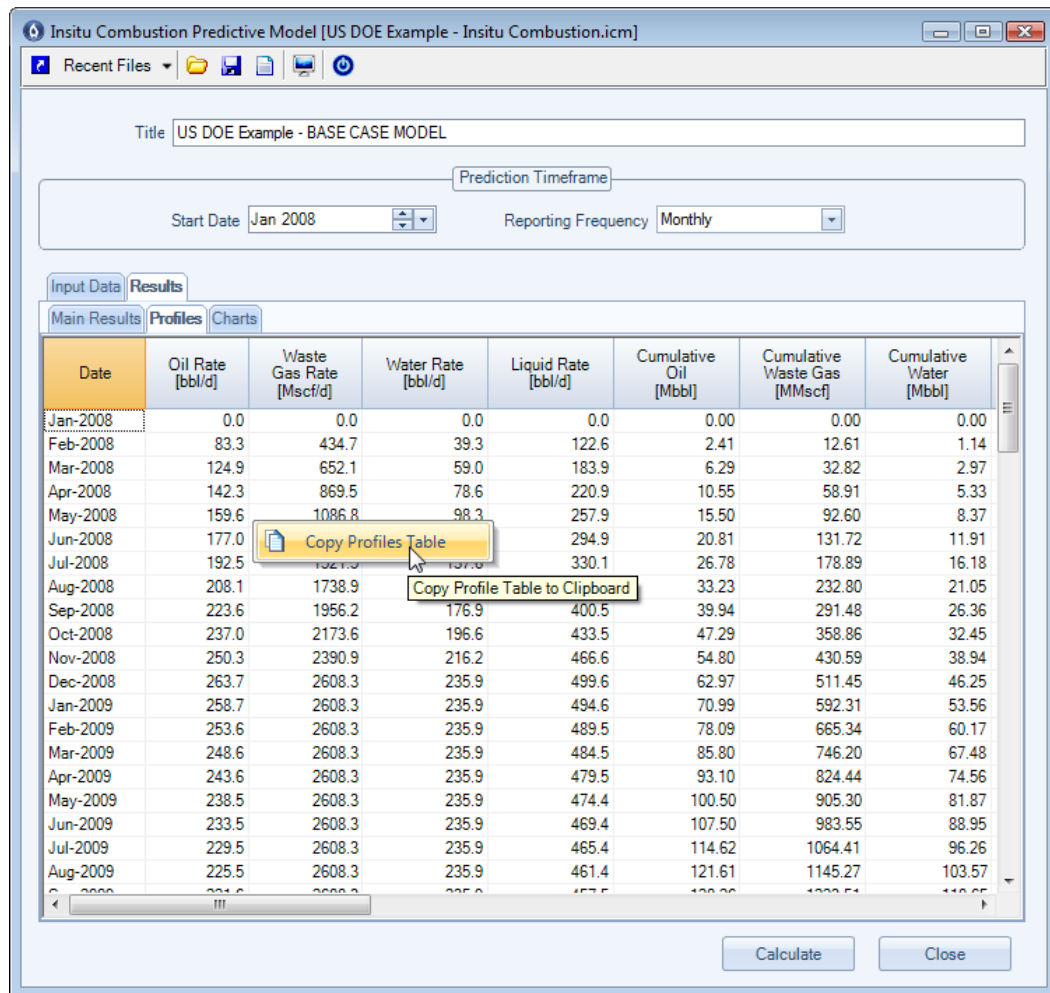 Insitu Combustion Predictive Model [US DOE Example - Insitu Combustion.icm]
Recent Files
Title US DOE Example - BASE CASE MODEL
Prediction Timeframe
Start Date Jan 2008 Reporting Frequency Monthly
Input Data Results
Main Results Profiles Charts
Date Oil Rate [bbl/d] Waste Gas Rate [Mscf/d] Water Rate [bbl/d] Liquid Rate [bbl/d] Cumulative Oil [Mbbl] Cumulative Waste Gas [MMscf] Cumulative Water [Mbbl]
Jan-2008 0.0 0.0 0.0 0.0 0.00 0.00 0.00
Feb-2008 83.3 434.7 39.3 122.6 2.41 12.61 1.14
Mar-2008 124.9 652.1 59.0 183.9 6.29 32.82 2.97
Apr-2008 142.3 869.5 78.6 220.9 10.55 58.91 5.33
May-2008 159.6 1086.8 98.3 257.9 15.50 92.60 8.37
Jun-2008 177.0 294.9 20.81 131.72 11.91
Copy Profiles Table
Jul-2008 192.5 330.1 26.78 178.89 16.18
Aug-2008 208.1 1738.9 33.23 232.80 21.05
Copy Profile Table to Clipboard
Sep-2008 223.6 1956.2 176.9 400.5 39.94 291.48 26.36
Oct-2008 237.0 2173.6 196.6 433.5 47.29 358.86 32.45
Nov-2008 250.3 2390.9 216.2 466.6 54.80 430.59 38.94
Dec-2008 263.7 2608.3 235.9 499.6 62.97 511.45 46.25
Jan-2009 258.7 2608.3 235.9 494.6 70.99 592.31 53.56
Feb-2009 253.6 2608.3 235.9 489.5 78.09 665.34 60.17
Mar-2009 248.6 2608.3 235.9 484.5 85.80 746.20 67.48
Apr-2009 243.6 2608.3 235.9 479.5 93.10 824.44 74.56
May-2009 238.5 2608.3 235.9 474.4 100.50 905.30 81.87
Jun-2009 233.5 2608.3 235.9 469.4 107.50 983.55 88.95
Jul-2009 229.5 2608.3 235.9 465.4 114.62 1064.41 96.26
Aug-2009 225.5 2608.3 235.9 461.4 121.61 1145.27 103.57
Calculate Close